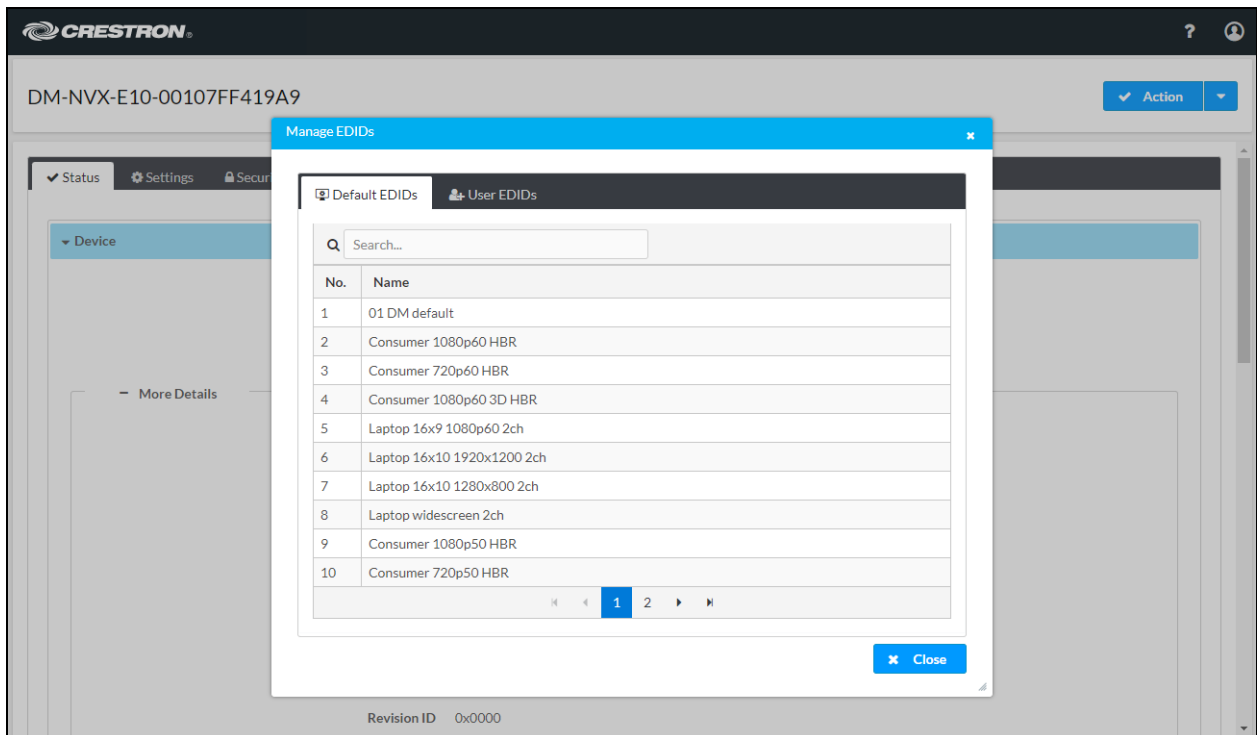 CRESTRON®
?
DM-NVX-E10-00107FF419A9
Action
Manage EDIDs
Status
Settings
Secur
Default EDIDs
User EDIDs
Device
Search...
No. Name
1 01 DM default
2 Consumer 1080p60 HBR
3 Consumer 720p60 HBR
4 Consumer 1080p60 3D HBR
5 Laptop 16x9 1080p60 2ch
6 Laptop 16x10 1920x1200 2ch
7 Laptop 16x10 1280x800 2ch
8 Laptop widescreen 2ch
9 Consumer 1080p50 HBR
10 Consumer 720p50 HBR
More Details
1 2
Close
Revision ID 0x0000